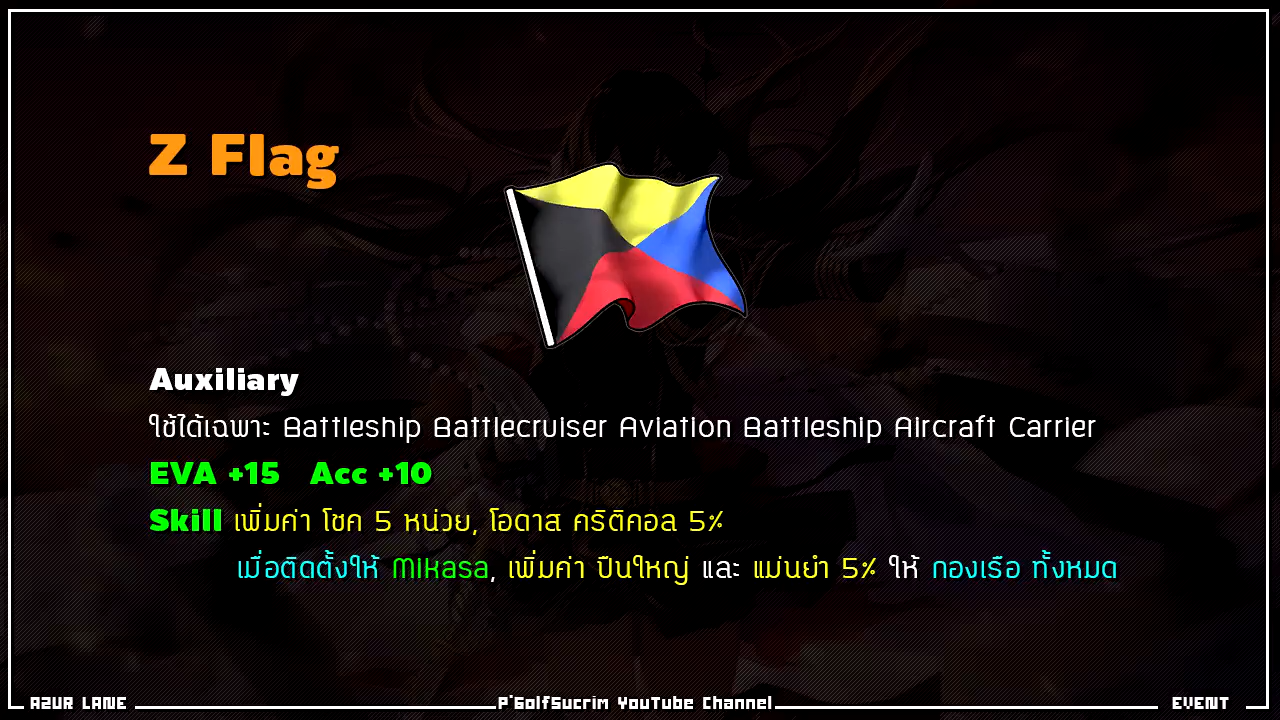 Z Flag
Auxiliary
ใช้ได้เฉพาะ Battleship Battlecruiser Aviation Battleship Aircraft Carrier
EVA +15 Acc +10
Skill เพิ่มค่า โชค 5 หน่วย, โอดาส คริติคอล 5%
เมื่อติดตั้งให้ Mikasa, เพิ่มค่า ปืนใหญ่ และ แม่นยำ 5% ให้ กองเรือ ทั้งหมด
AZUR LANE
P'GolfSucrim YouTube Channel
EVENT